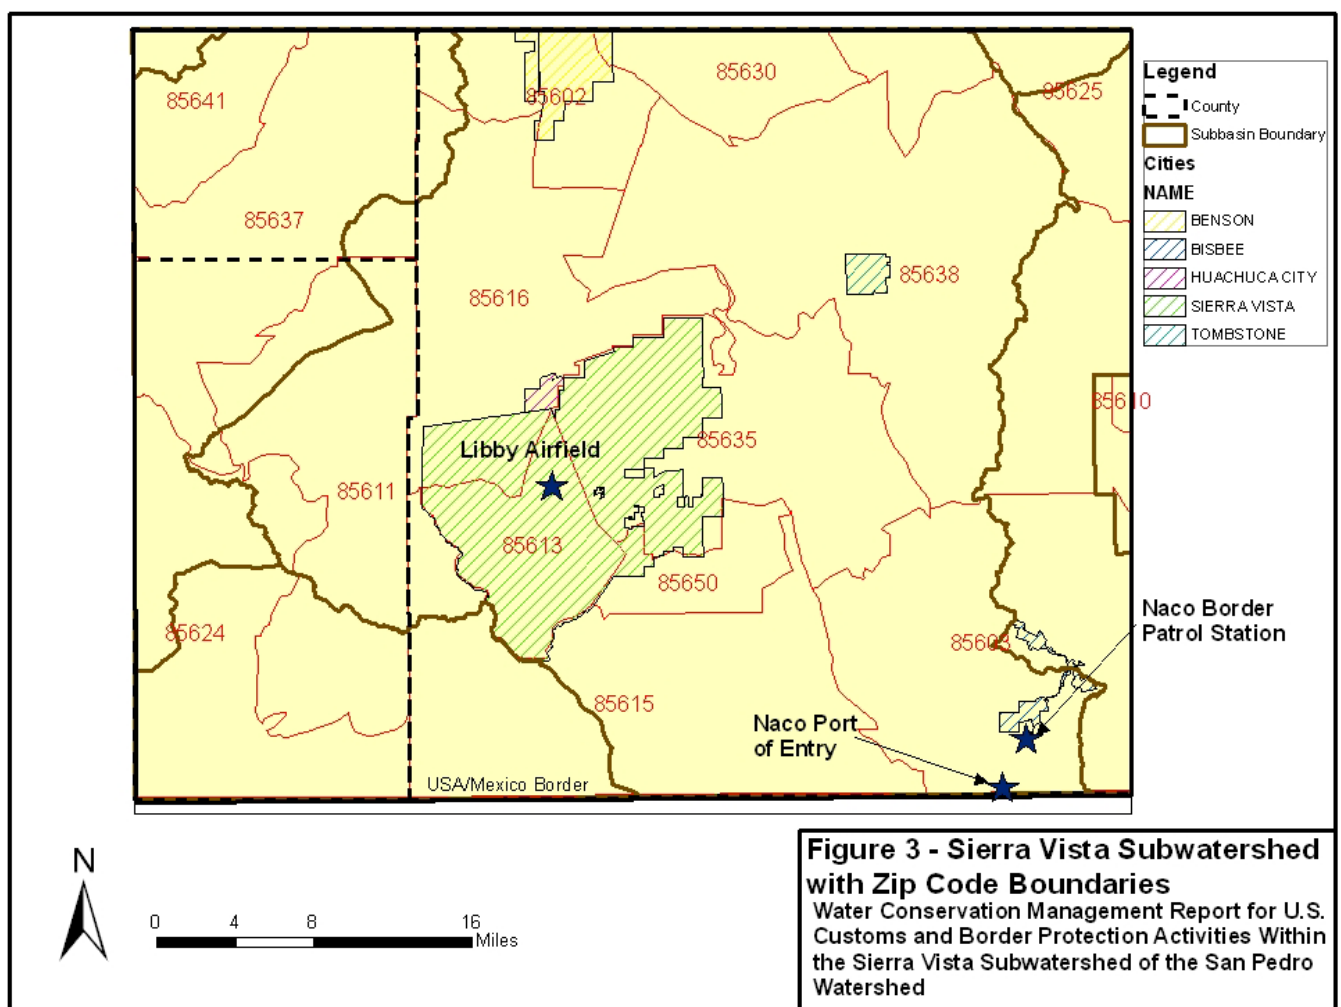 85641
85602
85630
85625
85637
85616
85638
85610
85635
Libby Airfield
85611
85613
85650
85624
85603
85615
Naco Port
of Entry
USA/Mexico Border
Legend
County
Subbasin Boundary
Cities
NAME
BENSON
BISBEE
HUACHUCA CITY
SIERRA VISTA
TOMBSTONE
Naco Border
Patrol Station
N
0 4 8 16
Miles
Figure 3 - Sierra Vista Subwatershed
with Zip Code Boundaries
Water Conservation Management Report for U.S.
Customs and Border Protection Activities Within
the Sierra Vista Subwatershed of the San Pedro
Watershed